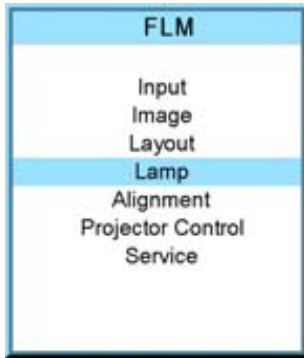 FLM
Input
Image
Layout
Lamp
Alignment
Projector Control
Service